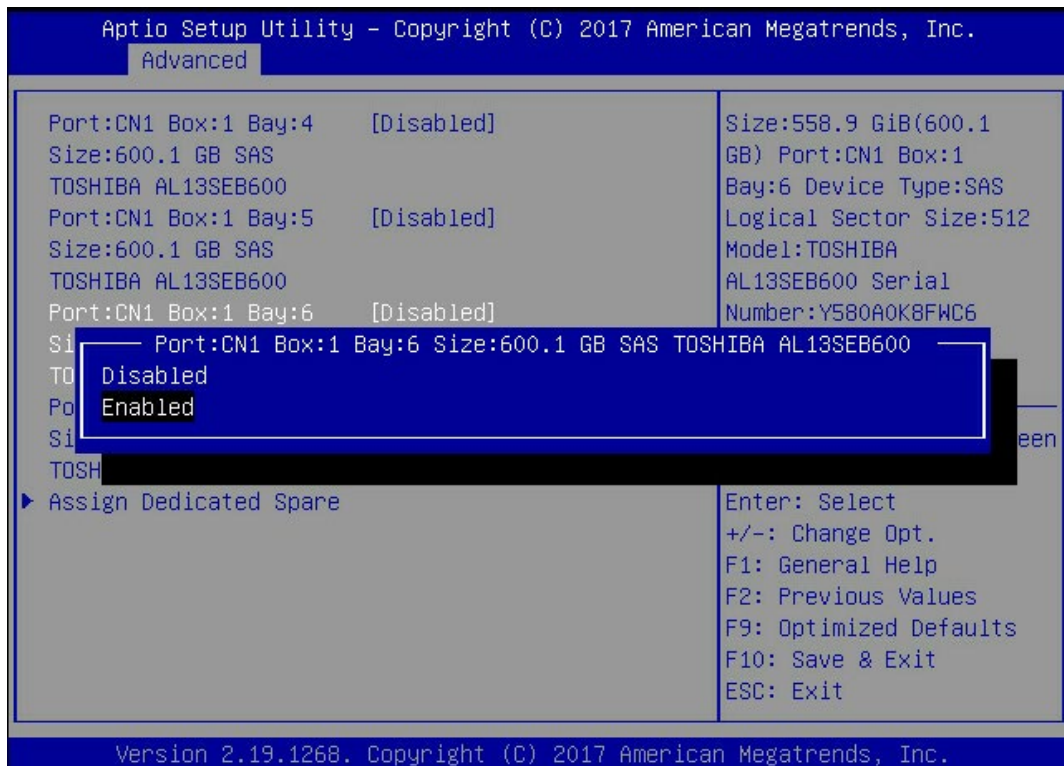 Aptio Setup Utility – Copyright (C) 2017 American Megatrends, Inc.
Advanced
Port:CN1 Box:1 Bay:4 [Disabled]
Size:600.1 GB SAS
TOSHIBA AL13SEB600
Port:CN1 Box:1 Bay:5 [Disabled]
Size:600.1 GB SAS
TOSHIBA AL13SEB600
Port:CN1 Box:1 Bay:6 [Disabled]
Si
TO
Po
Si
TOSH
Assign Dedicated Spare
Port:CN1 Box:1 Bay:6 Size:600.1 GB SAS TOSHIBA AL13SEB600
Disabled
Enabled
Size:558.9 GiB(600.1
GB) Port:CN1 Box:1
Bay:6 Device Type:SAS
Logical Sector Size:512
Model:TOSHIBA
AL13SEB600 Serial
Number:Y580A0K8FWC6
een
Enter: Select
+/-: Change Opt.
F1: General Help
F2: Previous Values
F9: Optimized Defaults
F10: Save & Exit
ESC: Exit
Version 2.19.1268. Copyright (C) 2017 American Megatrends, Inc.